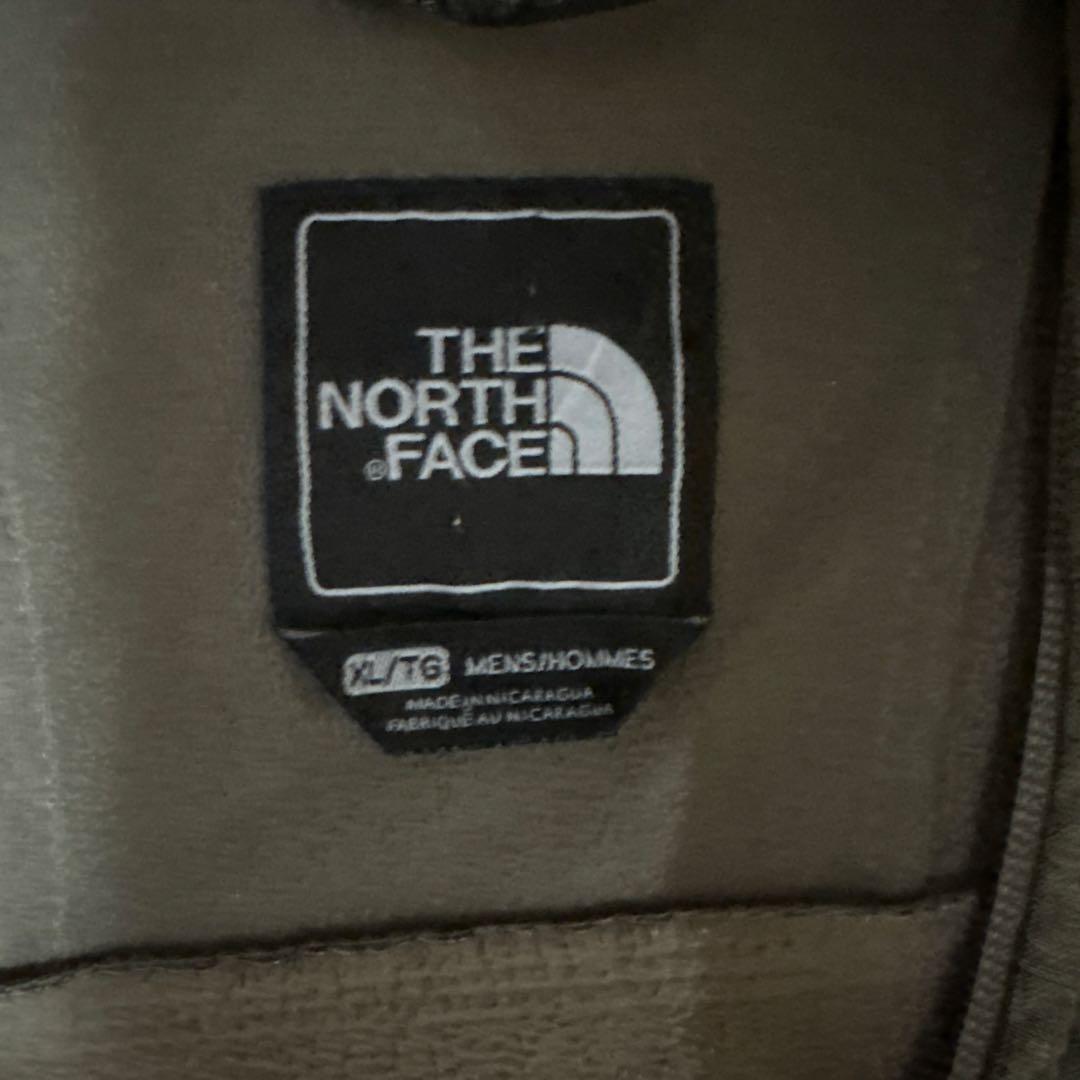 THE
NORTH
®FACE
XL/TG MENS/HOMMES
MADE IN NICARAGUA
FABRIQUÉ AU NICARAGUA